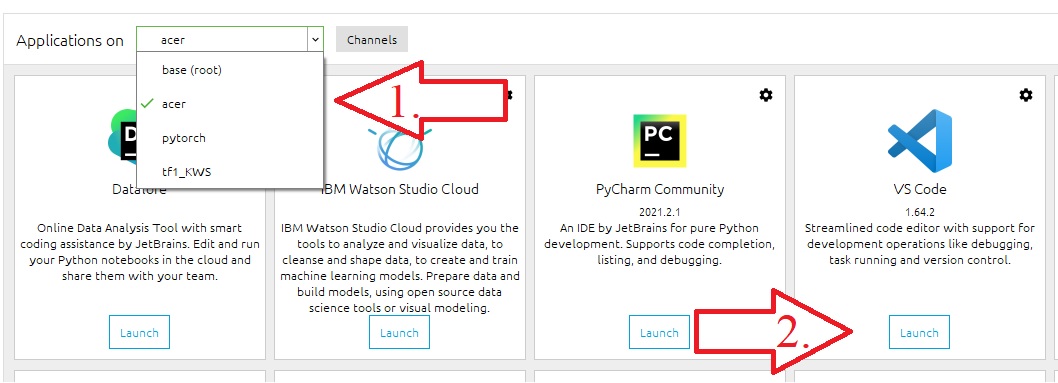 Applications on
acer
Channels
base (root)
acer
pytorch
tf1_KWS
1.
Datalore
Online Data Analysis Tool with smart
coding assistance by JetBrains. Edit and run
your Python notebooks in the cloud and
share them with your team.
Launch
IBM Watson Studio Cloud
IBM Watson Studio Cloud provides you the
tools to analyze and visualize data, to
cleanse and shape data, to create and train
machine learning models. Prepare data and
build models, using open source data
science tools or visual modeling.
Launch
PC
PyCharm Community
2021.2.1
An IDE by JetBrains for pure Python
development. Supports code completion,
listing, and debugging.
Launch
2.
VS Code
1.64.2
Streamlined code editor with support for
development operations like debugging,
task running and version control.
Launch